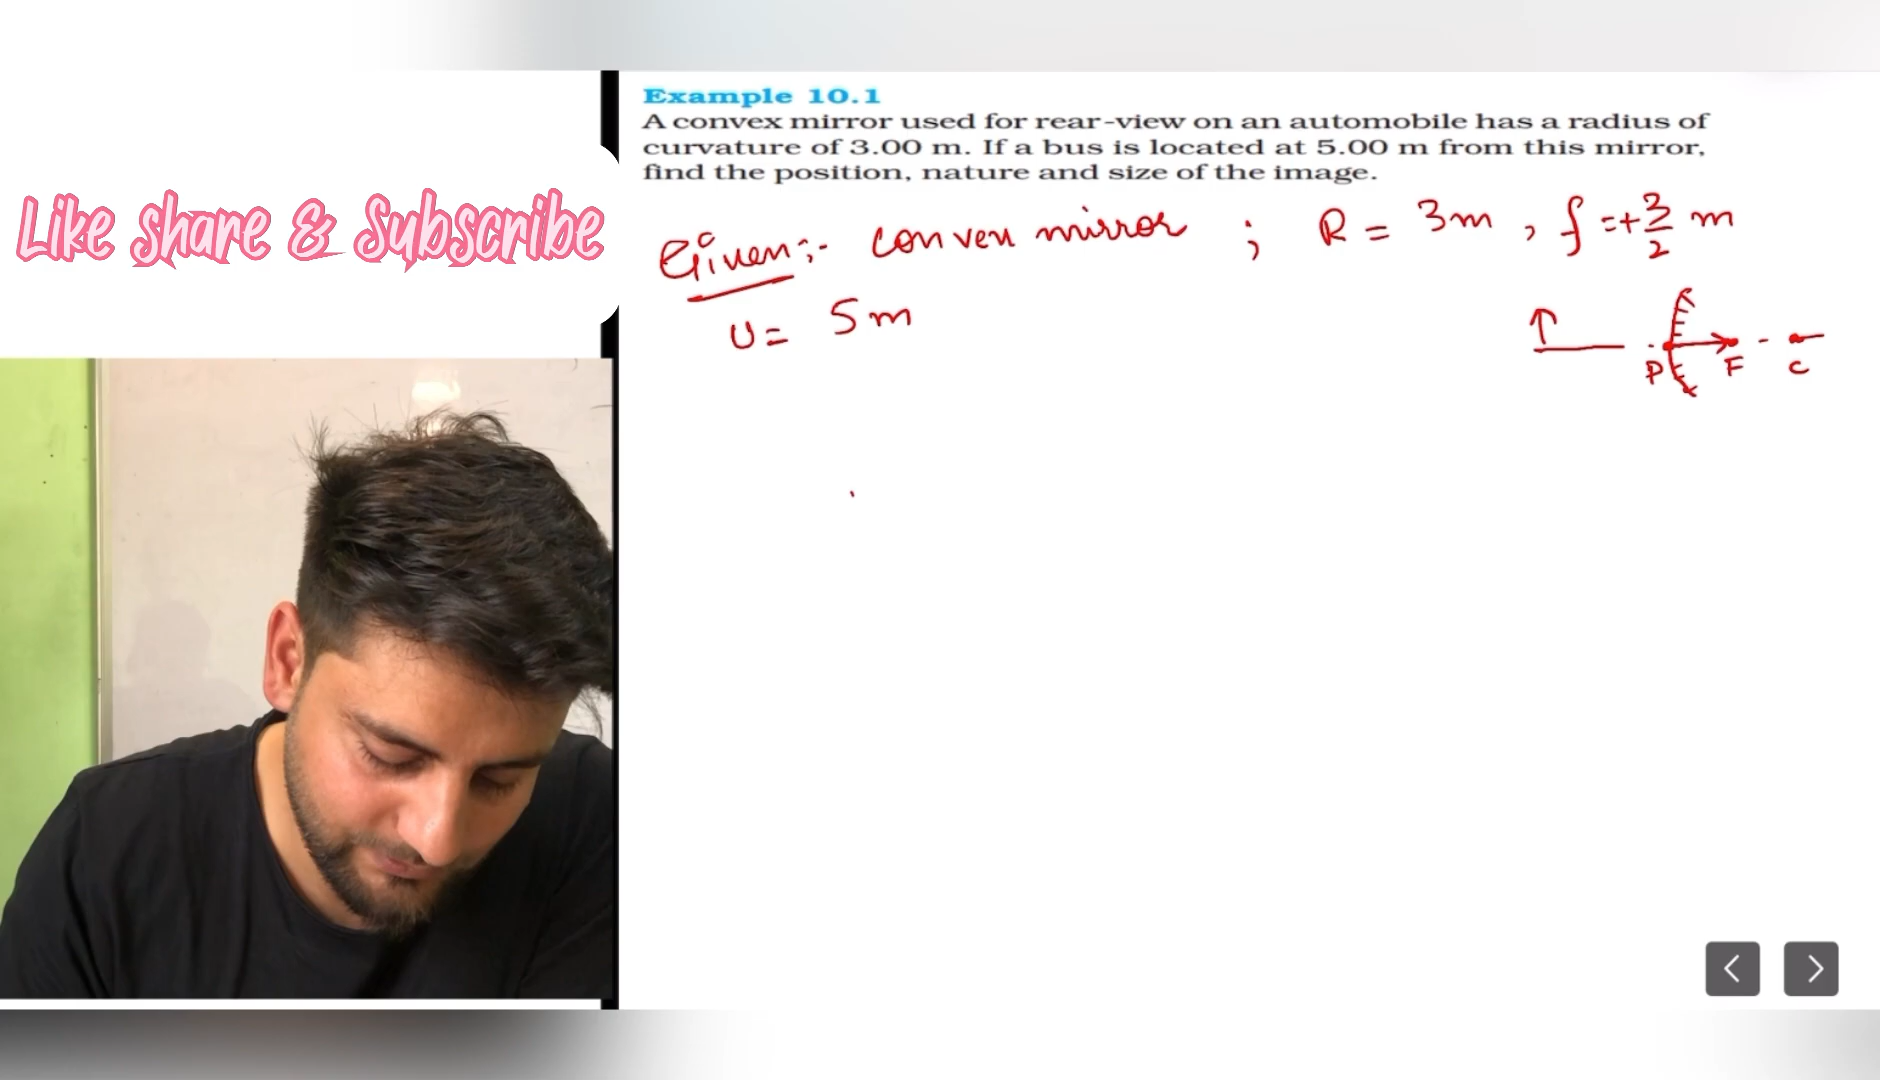 Like share & Subscribe
Example 10.1
A convex mirror used for rear-view on an automobile has a radius of
curvature of 3.00 m. If a bus is located at 5.00 m from this mirror,
find the position, nature and size of the image.
Given:- convex mirror ; R = 3m , f = + 3/2 m
U = 5m
P F C